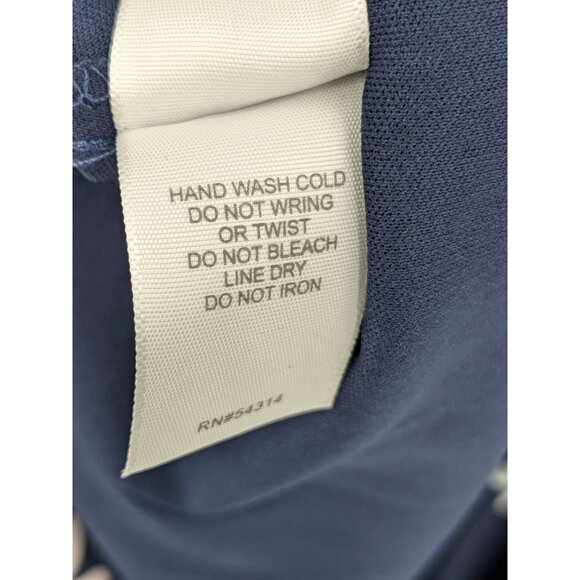 HAND WASH COLD
DO NOT WRING
OR TWIST
DO NOT BLEACH
LINE DRY
DO NOT IRON
RN#54314